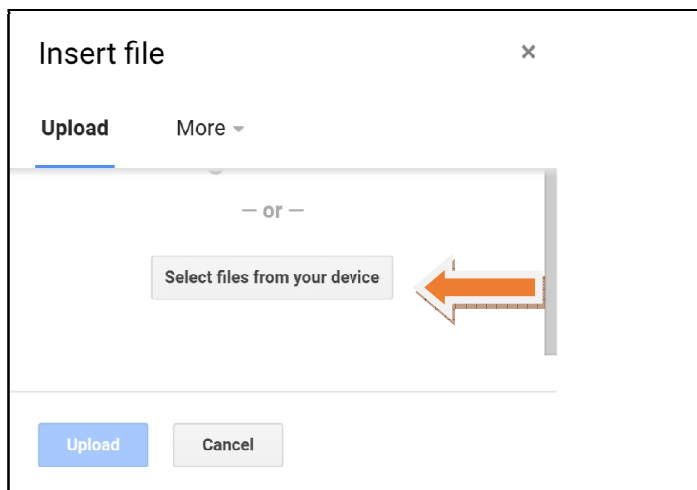 Insert file ×
Upload More
— or —
Select files from your device
Upload Cancel